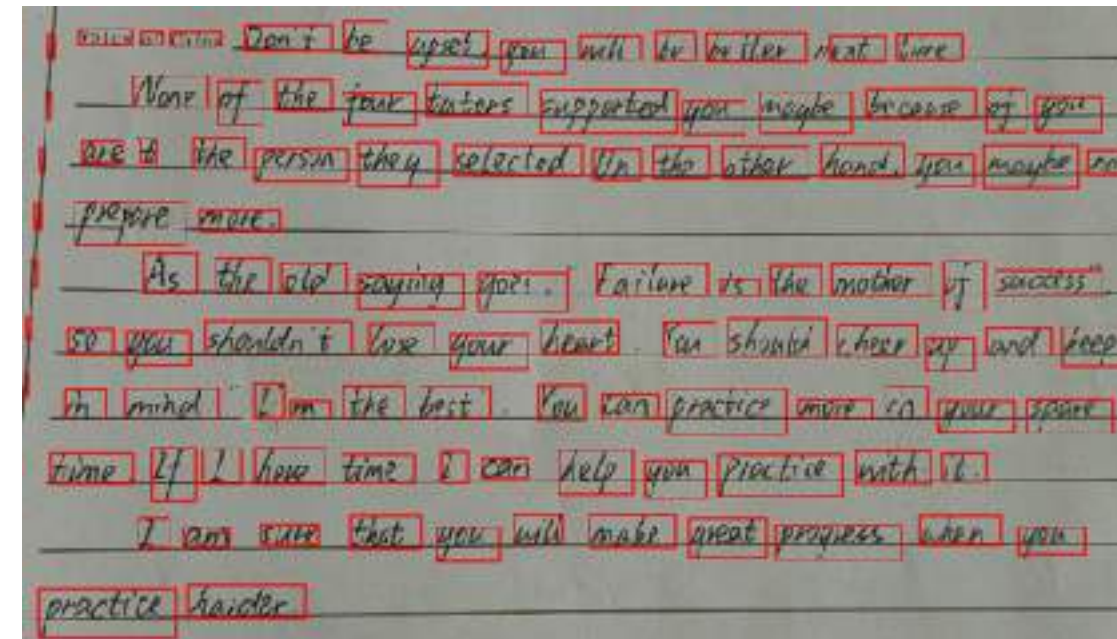 Don't be upset, you will be better next time
None of the four tutors supported you maybe because of you
are t the person they selected On the other hand, you maybe
prepare more.
As the old saying goes. Failure is the mother of success"
so you shouldn't lose your heart. You should cheer up and keep
in mind" I'm the best". You can practice more in your spare
time. If I have time I can help you practice with it.
I am sure that you will make great progress when you
practice harder